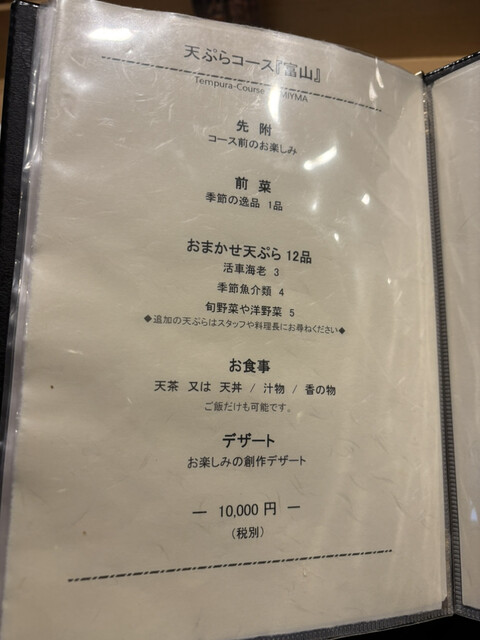 天ぷらコース『富山』
Tempura-Course MIYMA
先 附
コース前のお楽しみ
前 菜
季節の逸品 1品
おまかせ天ぷら 12品
活車海老 3
季節魚介類 4
旬野菜や洋野菜 5
◆追加の天ぷらはスタッフや料理長にお尋ねください◆
お食事
天茶 又は 天丼 / 汁物 / 香の物
ご飯だけも可能です。
デザート
お楽しみの創作デザート
― 10,000 円 ―
(税別)